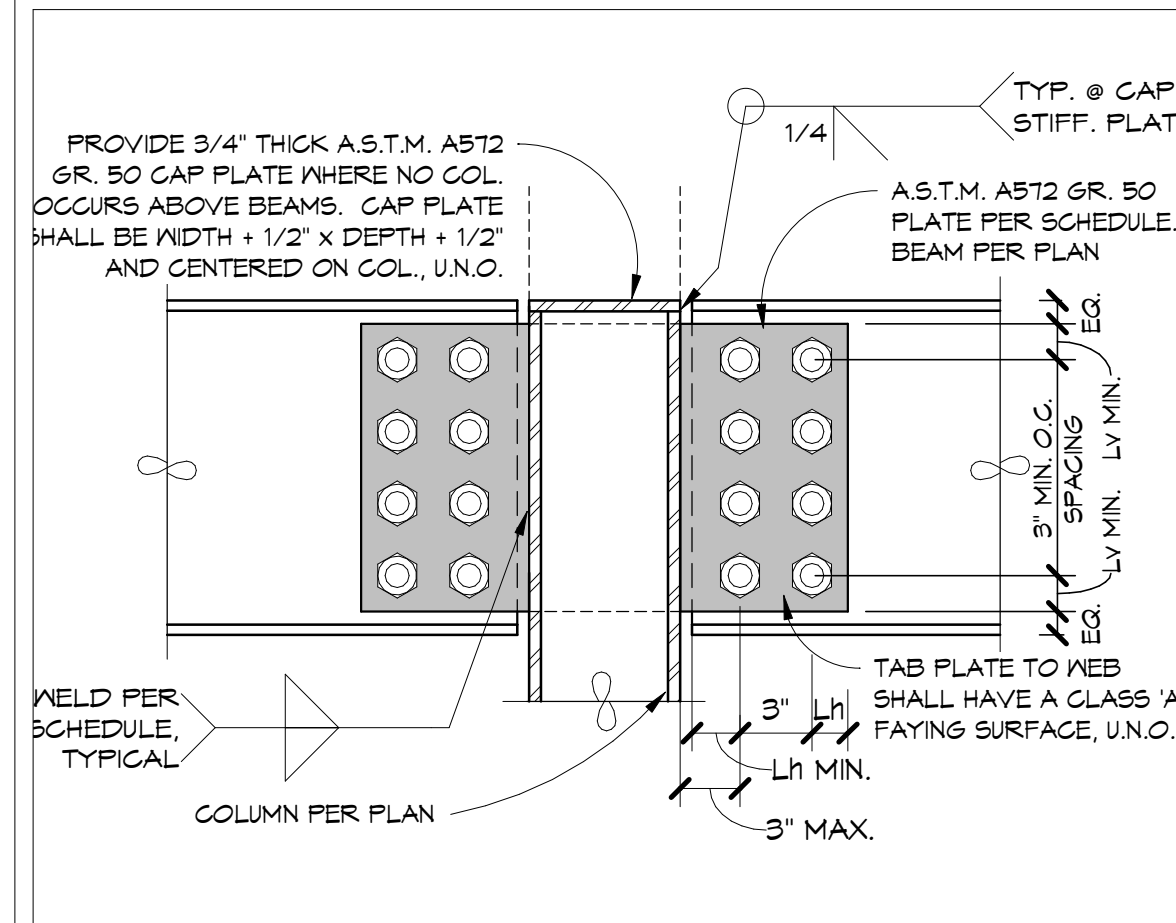 PROVIDE 3/4" THICK A.S.T.M. A572
GR. 50 CAP PLATE WHERE NO COL.
OCCURS ABOVE BEAMS. CAP PLATE
SHALL BE WIDTH + 1/2" X DEPTH + 1/2"
AND CENTERED ON COL., U.N.O.
TYP. @ CAP
STIFF. PLAT
1/4
A.S.T.M. A572 GR. 50
PLATE PER SCHEDULE.
BEAM PER PLAN
EQ.
Lv MIN.
3" MIN. O.C.
SPACING
Lv MIN.
EQ.
TAB PLATE TO WEB
SHALL HAVE A CLASS 'A
FAYING SURFACE, U.N.O.
3"
Lh
Lh MIN.
3" MAX.
WELD PER
SCHEDULE,
TYPICAL
COLUMN PER PLAN